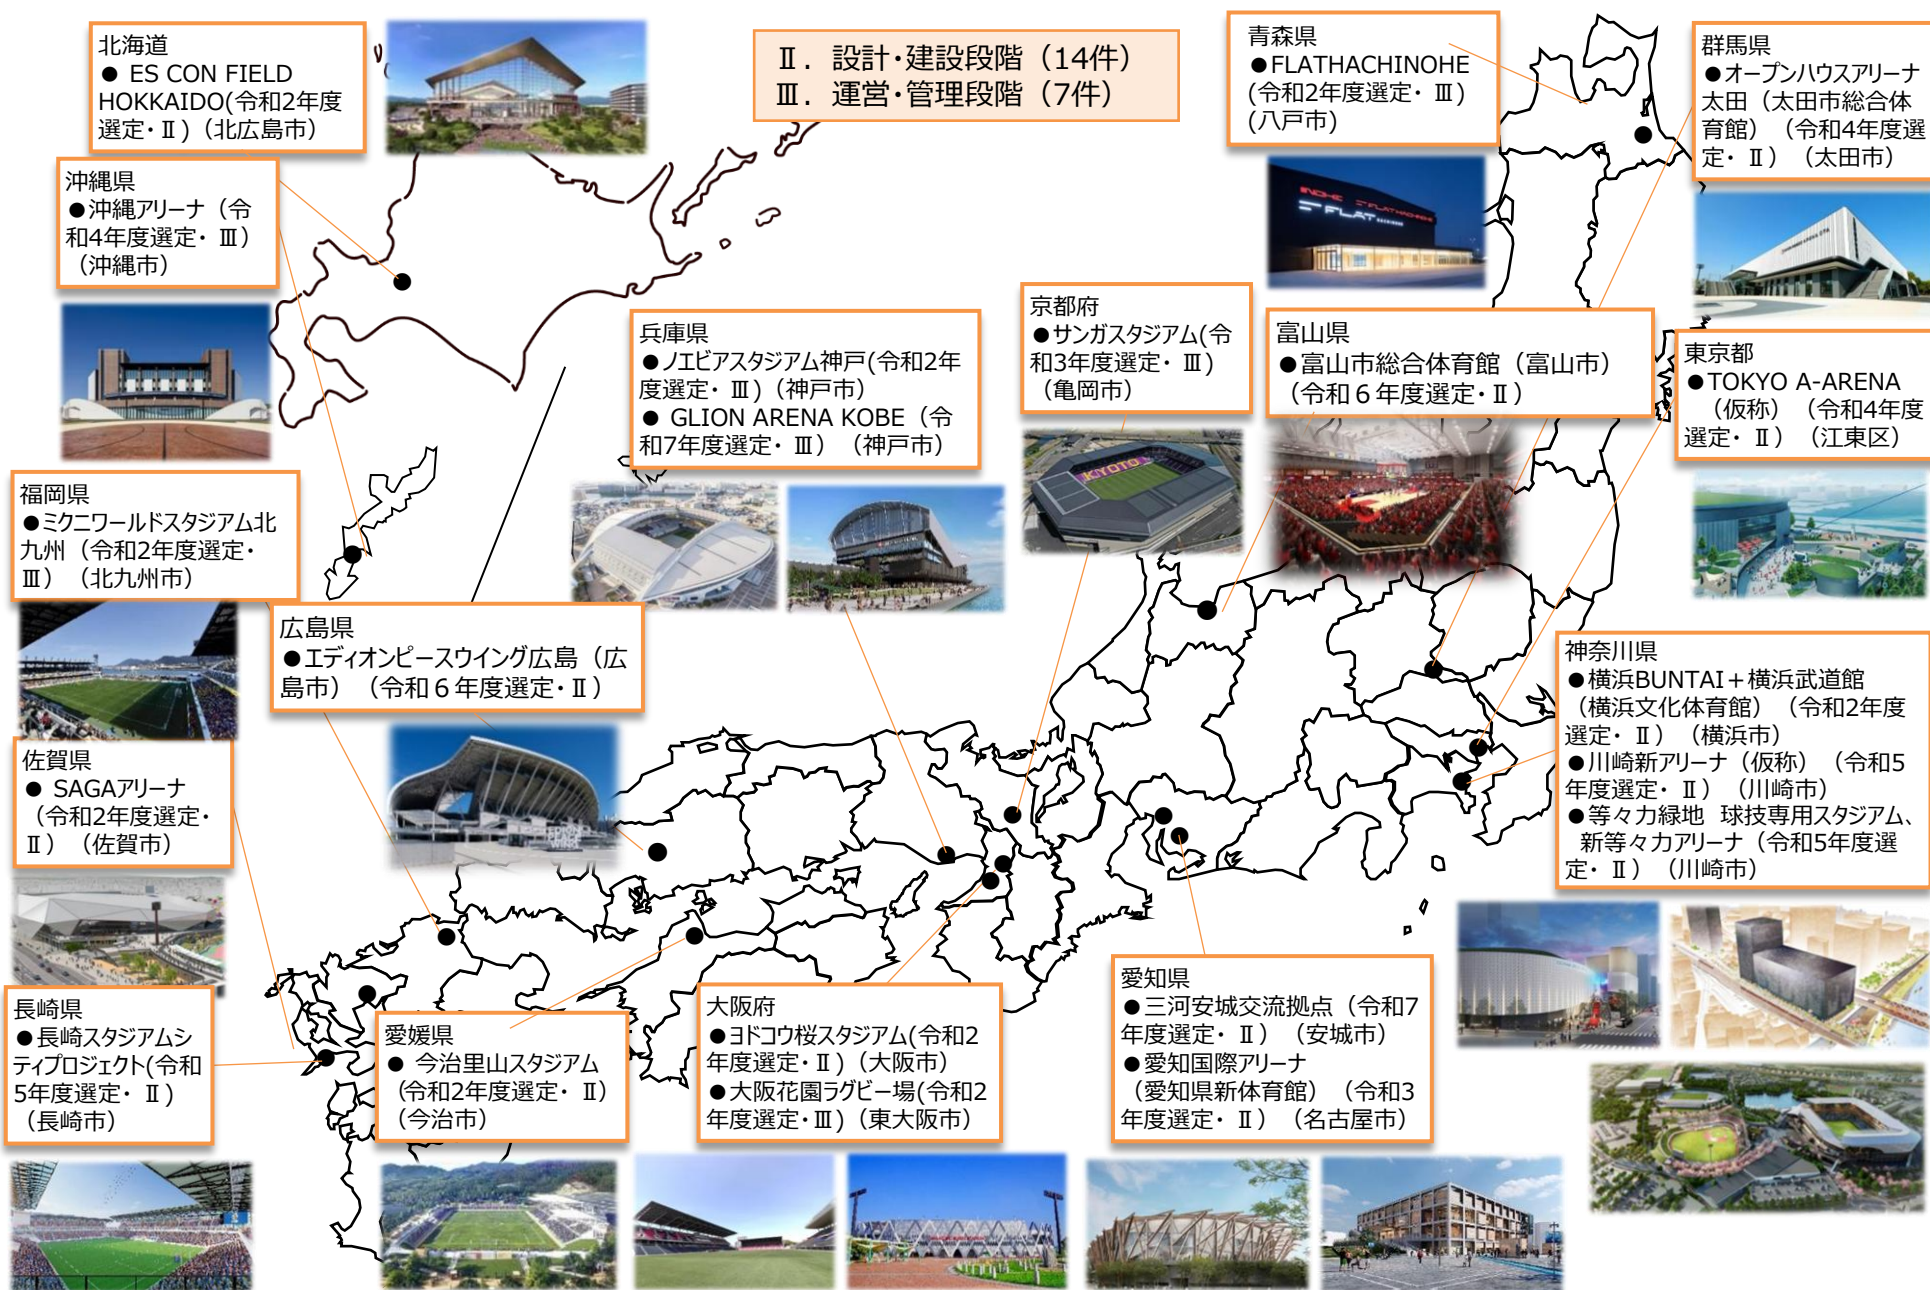 北海道
● ES CON FIELD
HOKKAIDO(令和2年度
選定・Ⅱ)（北広島市）
Ⅱ．設計・建設段階（14件）
Ⅲ．運営・管理段階（7件）
青森県
●FLATHACHINOHE
(令和2年度選定・Ⅲ)
(八戸市)
群馬県
●オープンハウスアリーナ
太田（太田市総合体
育館）（令和4年度選
定・Ⅱ）（太田市）
沖縄県
●沖縄アリーナ（令
和4年度選定・Ⅲ）
（沖縄市）
兵庫県
●ノエビアスタジアム神戸(令和2年
度選定・Ⅲ)（神戸市）
● GLION ARENA KOBE（令
和7年度選定・Ⅲ）（神戸市）
京都府
●サンガスタジアム(令
和3年度選定・Ⅲ)
（亀岡市）
KYOTO
富山県
●富山市総合体育館（富山市）
（令和６年度選定・Ⅱ）
東京都
●TOKYO A-ARENA
（仮称）（令和4年度
選定・Ⅱ）（江東区）
FLAT HACHINOHE
福岡県
●ミクニワールドスタジアム北
九州（令和2年度選定・
Ⅲ）（北九州市）
広島県
●エディオンピースウイング広島（広
島市）（令和６年度選定・Ⅱ）
神奈川県
●横浜BUNTAI＋横浜武道館
（横浜文化体育館）（令和2年度
選定・Ⅱ）（横浜市）
●川崎新アリーナ（仮称）（令和5
年度選定・Ⅱ）（川崎市）
●等々力緑地 球技専用スタジアム、
新等々力アリーナ（令和5年度選
定・Ⅱ）（川崎市）
佐賀県
● SAGAアリーナ
（令和2年度選定・
Ⅱ）（佐賀市）
長崎県
●長崎スタジアムシ
ティプロジェクト(令和
5年度選定・Ⅱ)
（長崎市）
愛媛県
● 今治里山スタジアム
(令和2年度選定・Ⅱ)
(今治市)
大阪府
●ヨドコウ桜スタジアム(令和2
年度選定・Ⅱ)（大阪市）
●大阪花園ラグビー場(令和2
年度選定・Ⅲ)（東大阪市）
愛知県
●三河安城交流拠点（令和7
年度選定・Ⅱ）（安城市）
●愛知国際アリーナ
（愛知県新体育館）（令和3
年度選定・Ⅱ）（名古屋市）